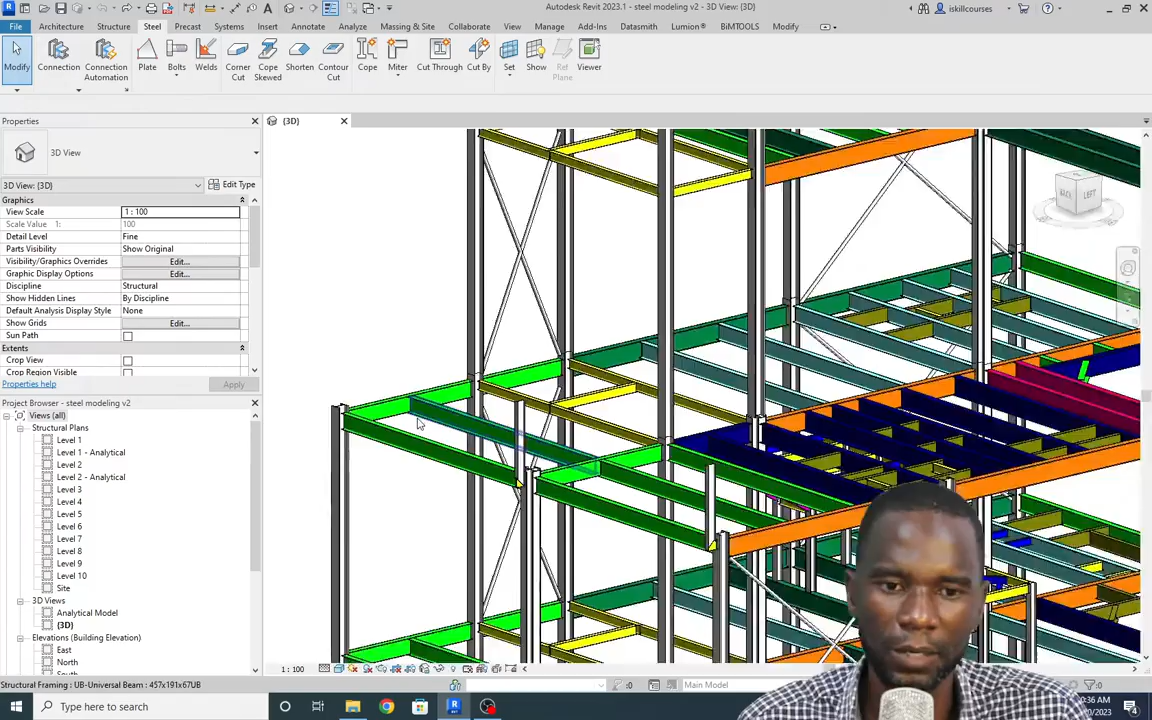 Autodesk Revit 2023.1 - steel modeling v2 - 3D View: {3D}
iskillcourses
File Architecture Structure Steel Precast Systems Insert Annotate Analyze Massing & Site Collaborate View Manage Add-Ins Datasmith Lumion® BiMTOOLS Modify
Modify Connection Connection Automation Plate Bolts Welds Corner Cut Cope Skewed Shorten Contour Cut Cope Miter Cut Through Cut By Set Show Ref Plane Viewer
Properties
{3D}
3D View
3D View: {3D} Edit Type
Graphics
View Scale 1 : 100
Scale Value 1: 100
Detail Level Fine
Parts Visibility Show Original
Visibility/Graphics Overrides Edit...
Graphic Display Options Edit...
Discipline Structural
Show Hidden Lines By Discipline
Default Analysis Display Style None
Show Grids Edit...
Sun Path
Extents
Crop View
Crop Region Visible
Properties help Apply
Project Browser - steel modeling v2
Views (all)
Structural Plans
Level 1
Level 1 - Analytical
Level 2
Level 2 - Analytical
Level 3
Level 4
Level 5
Level 6
Level 7
Level 8
Level 9
Level 10
Site
3D Views
Analytical Model
{3D}
Elevations (Building Elevation)
East
North
BACK LEFT
1 : 100
Structural Framing : UB-Universal Beam : 457x191x67UB
:0 Main Model :0
Type here to search